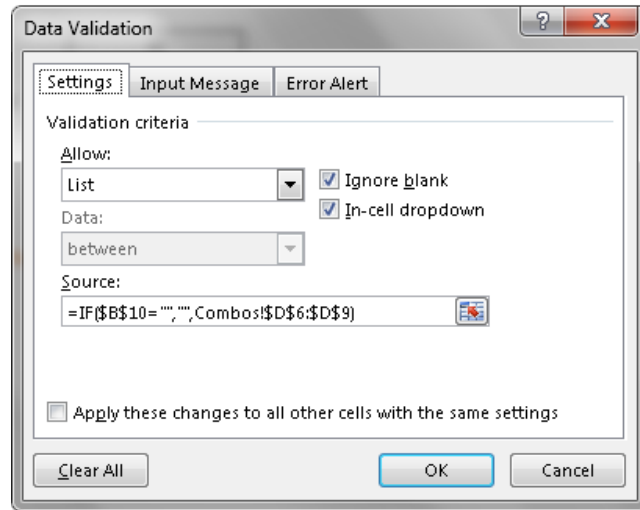 Data Validation
Settings Input Message Error Alert
Validation criteria
Allow:
List
Ignore blank
In-cell dropdown
Data:
between
Source:
=IF($B$10="","",Combos!$D$6:$D$9)
Apply these changes to all other cells with the same settings
Clear All OK Cancel